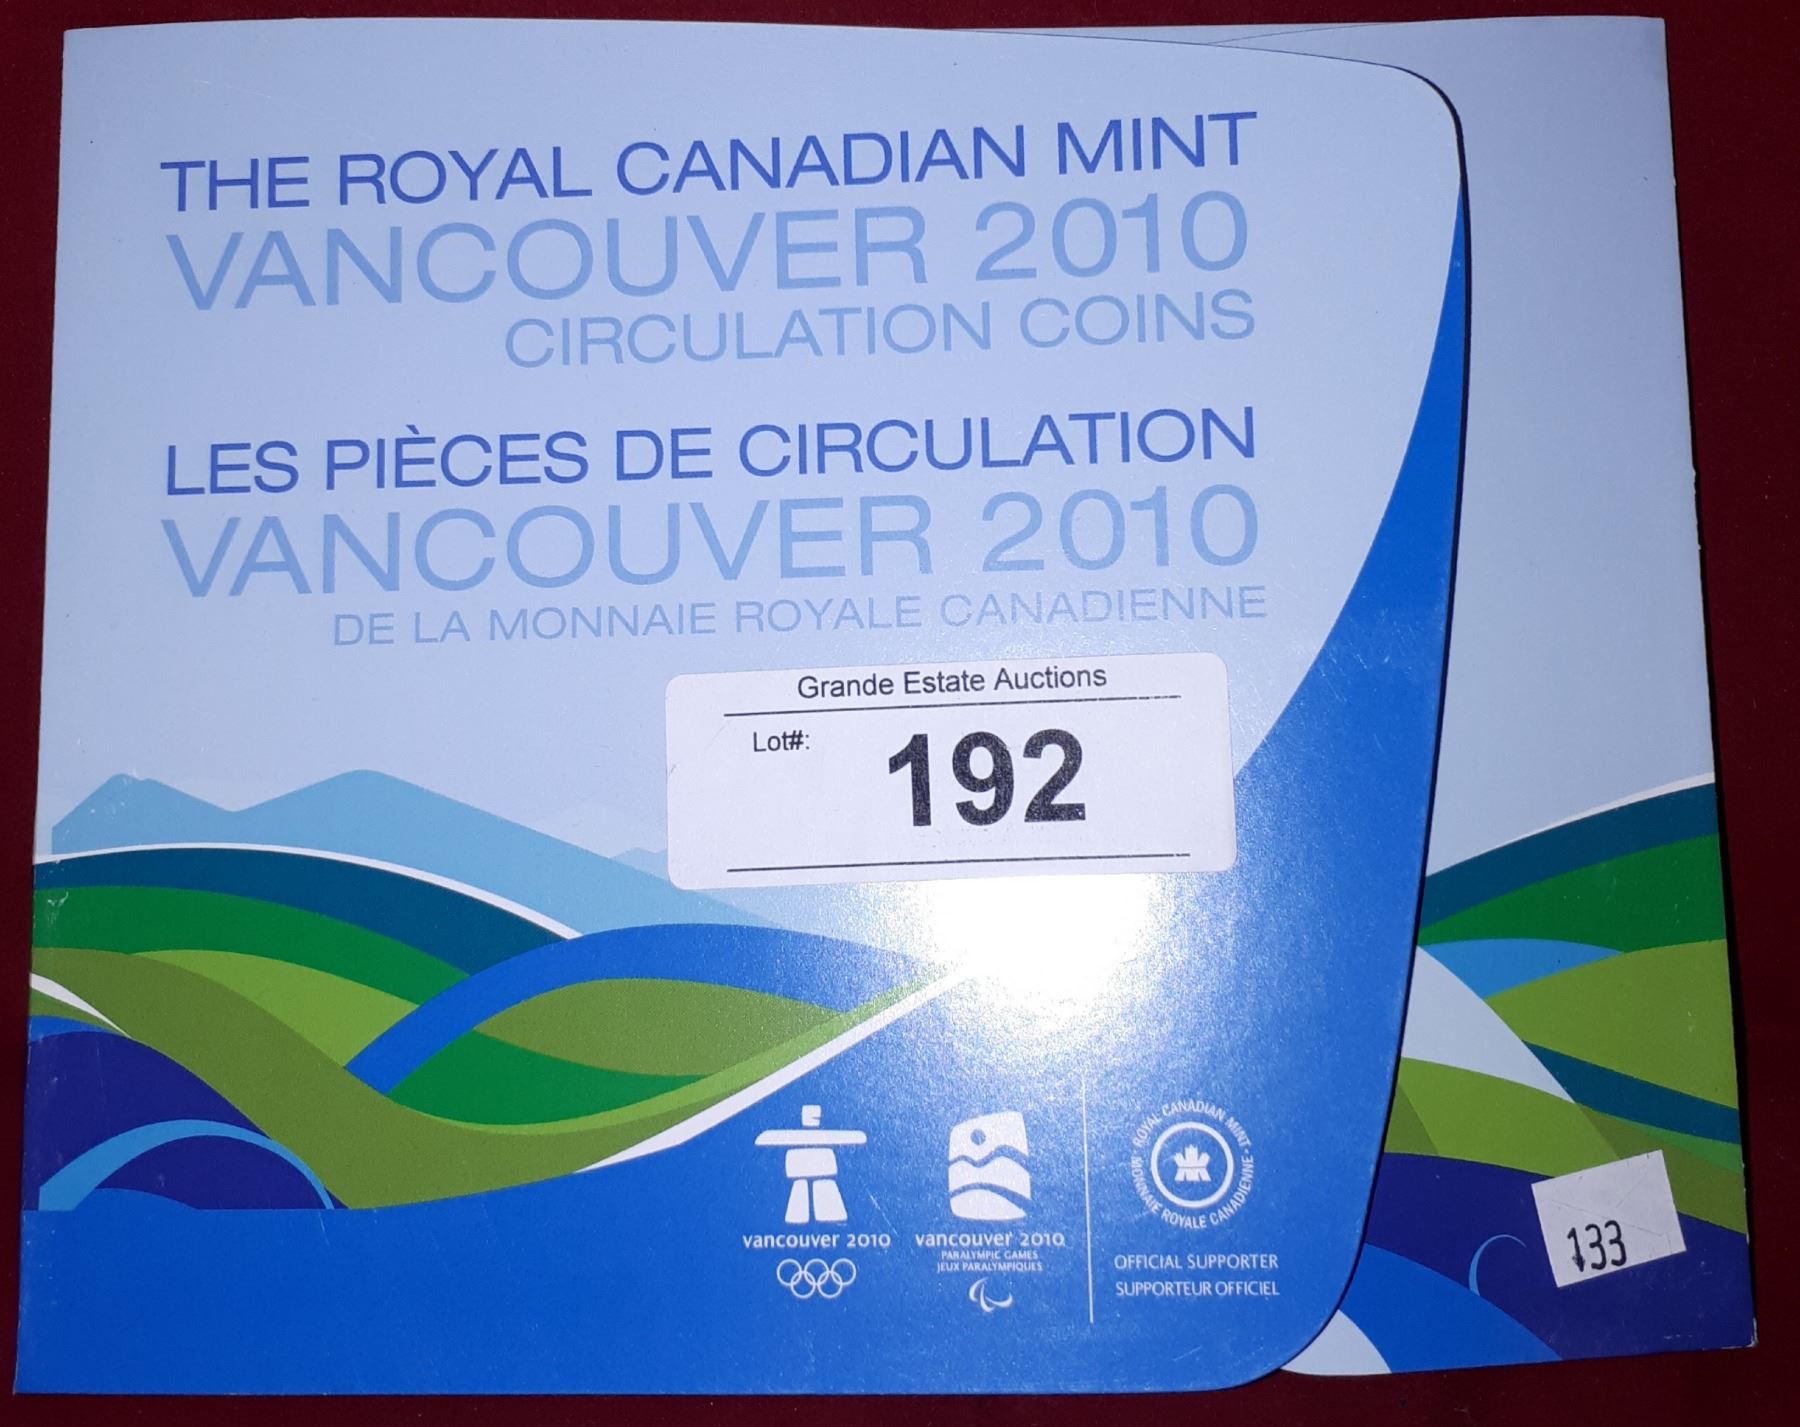 THE ROYAL CANADIAN MINT
VANCOUVER 2010
CIRCULATION COINS
LES PIÈCES DE CIRCULATION
VANCOUVER 2010
DE LA MONNAIE ROYALE CANADIENNE
Grande Estate Auctions
Lot#: 192
vancouver 2010
vancouver 2010
PARALYMPIC GAMES
JEUX PARALYMPIQUES
ROYAL CANADIAN MINT · MONNAIE ROYALE CANADIENNE ·
OFFICIAL SUPPORTER
SUPPORTEUR OFFICIEL
133